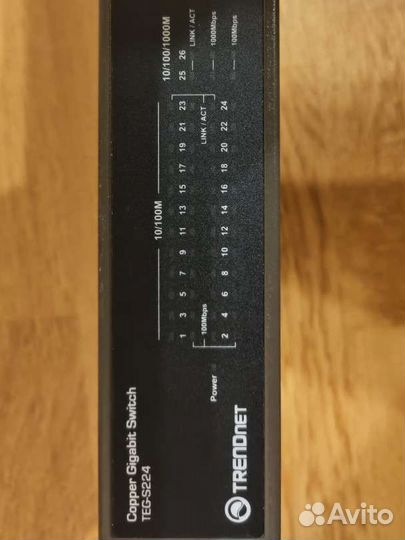 Copper Gigabit Switch
TEG-S224
TRENDNET
Power
10/100M
1 3 5 7 9 11 13 15 17 19 21 23
100Mbps
LINK / ACT
2 4 6 8 10 12 14 16 18 20 22 24
10/100/1000M
25 26
LINK / ACT
1000Mbps
100Mbps
Avito